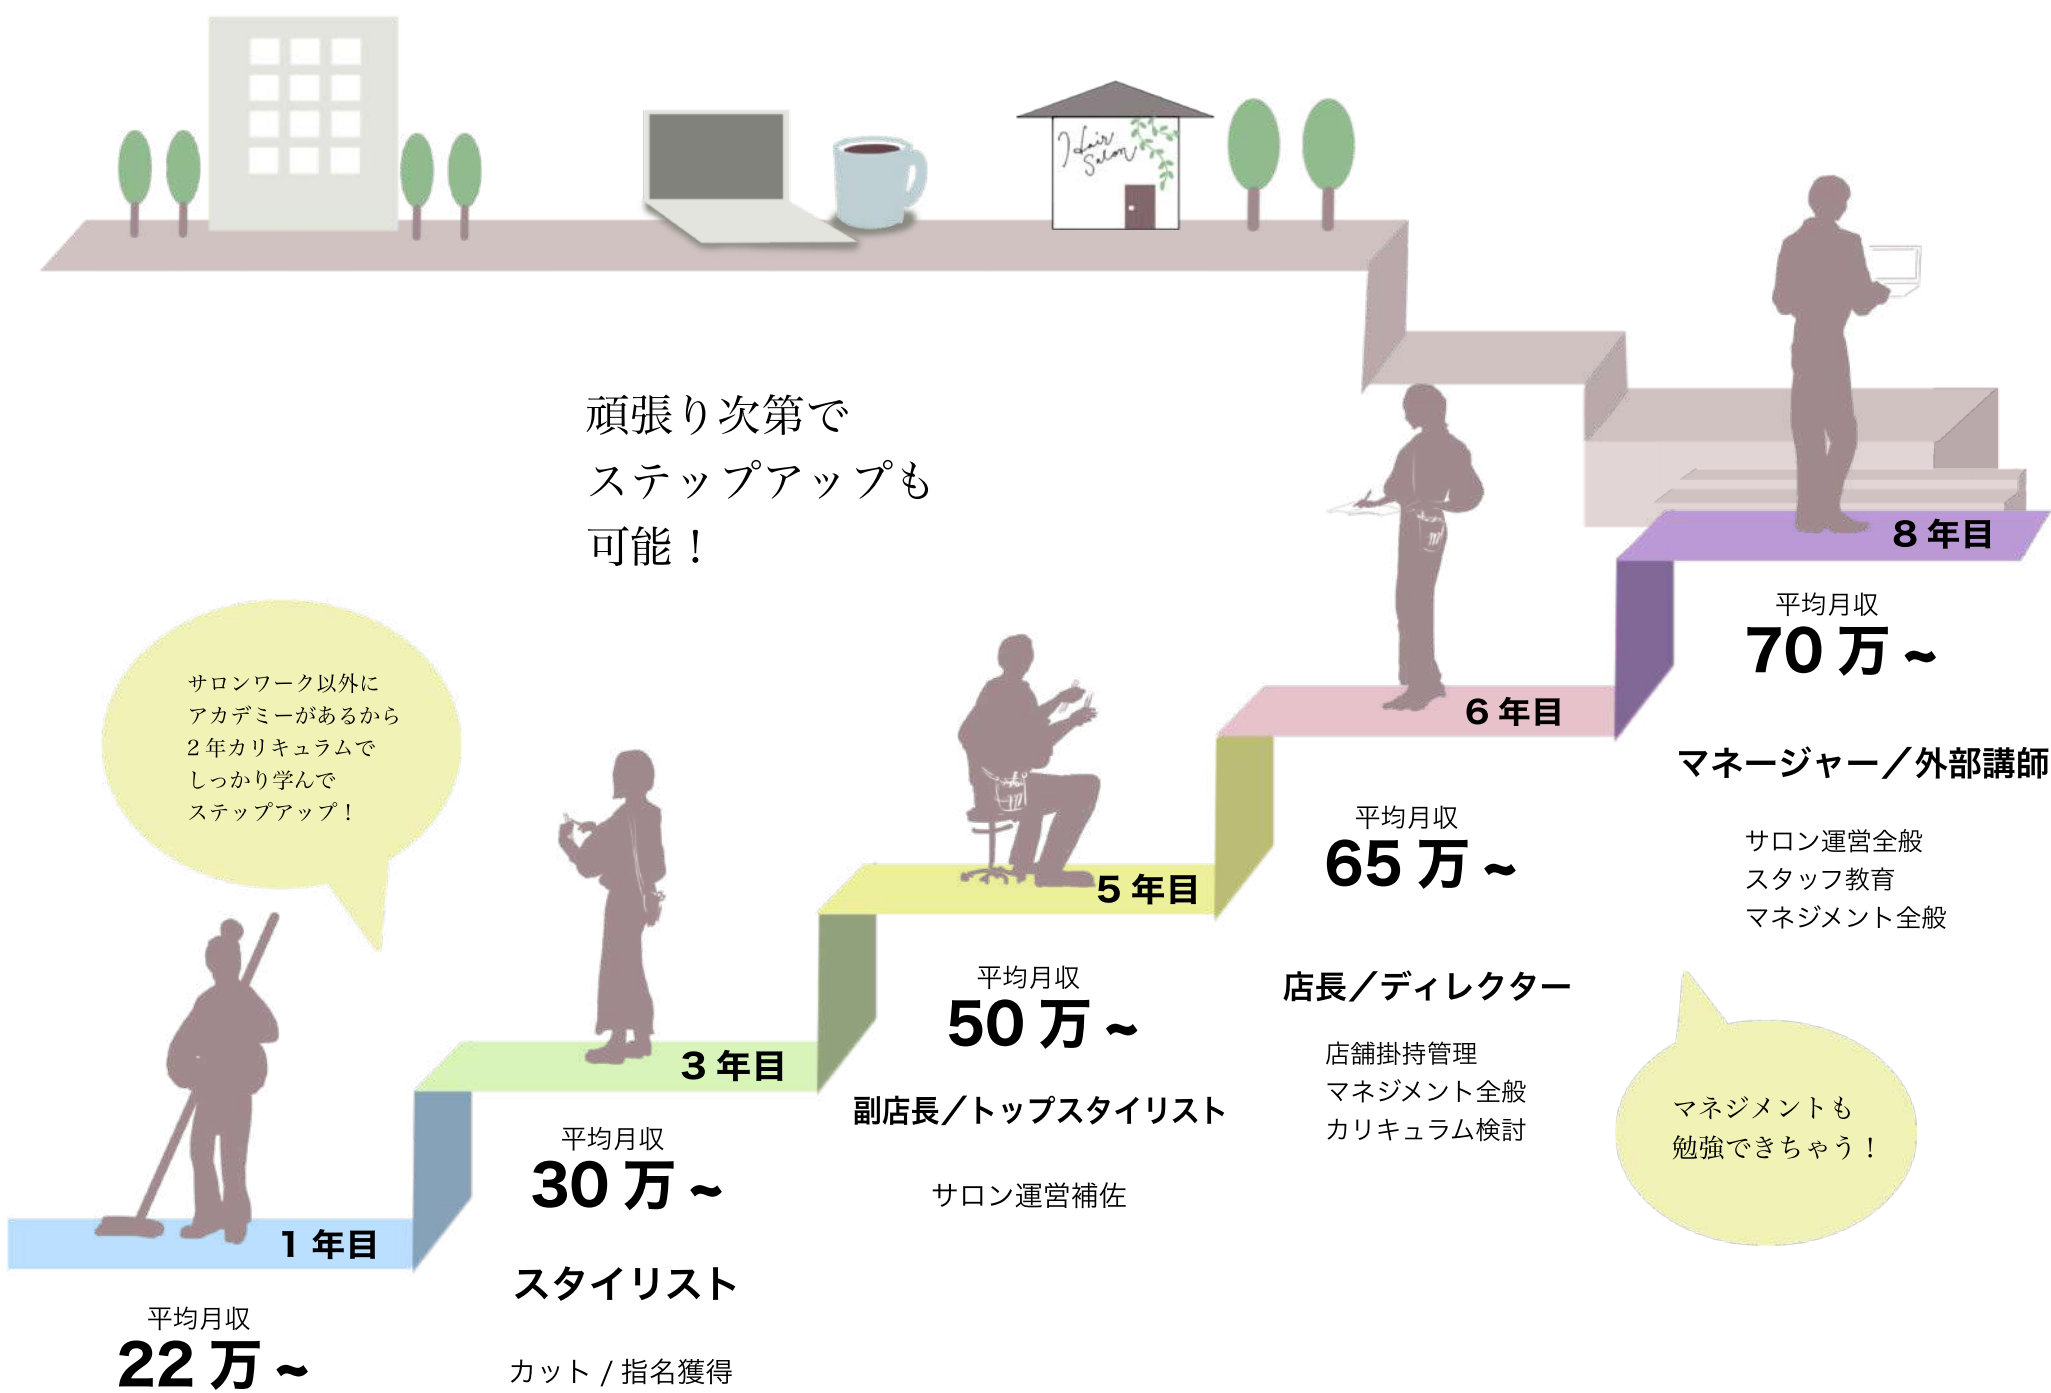 Hair
Salon
頑張り次第で
ステップアップも
可能！
サロンワーク以外に
アカデミーがあるから
2年カリキュラムで
しっかり学んで
ステップアップ！
1 年目
平均月収
22 万 ~
3 年目
平均月収
30 万 ~
スタイリスト
カット / 指名獲得
5 年目
平均月収
50 万 ~
副店長／トップスタイリスト
サロン運営補佐
6 年目
平均月収
65 万 ~
店長／ディレクター
店舗掛持管理
マネジメント全般
カリキュラム検討
8 年目
平均月収
70 万 ~
マネージャー／外部講師
サロン運営全般
スタッフ教育
マネジメント全般
マネジメントも
勉強できちゃう！